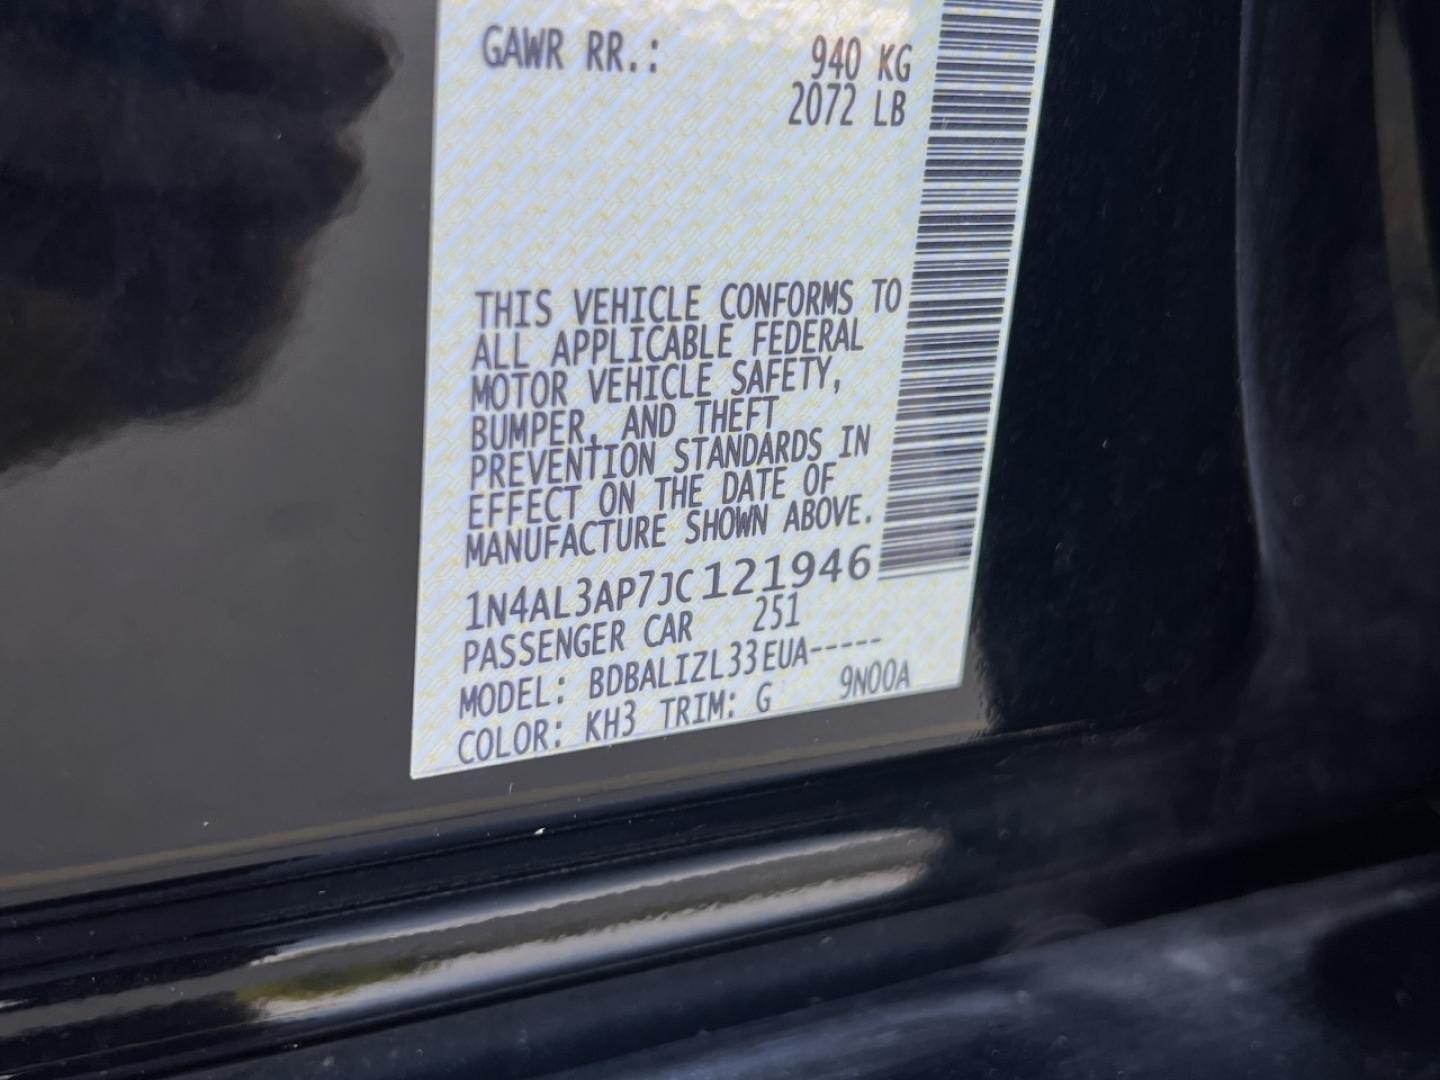 GAWR RR.: 940 KG
2072 LB
THIS VEHICLE CONFORMS TO
ALL APPLICABLE FEDERAL
MOTOR VEHICLE SAFETY,
BUMPER, AND THEFT
PREVENTION STANDARDS IN
EFFECT ON THE DATE OF
MANUFACTURE SHOWN ABOVE.
1N4AL3AP7JC121946
PASSENGER CAR 251
MODEL: BDBALIZL33EUA-----
COLOR: KH3 TRIM: G 9N00A